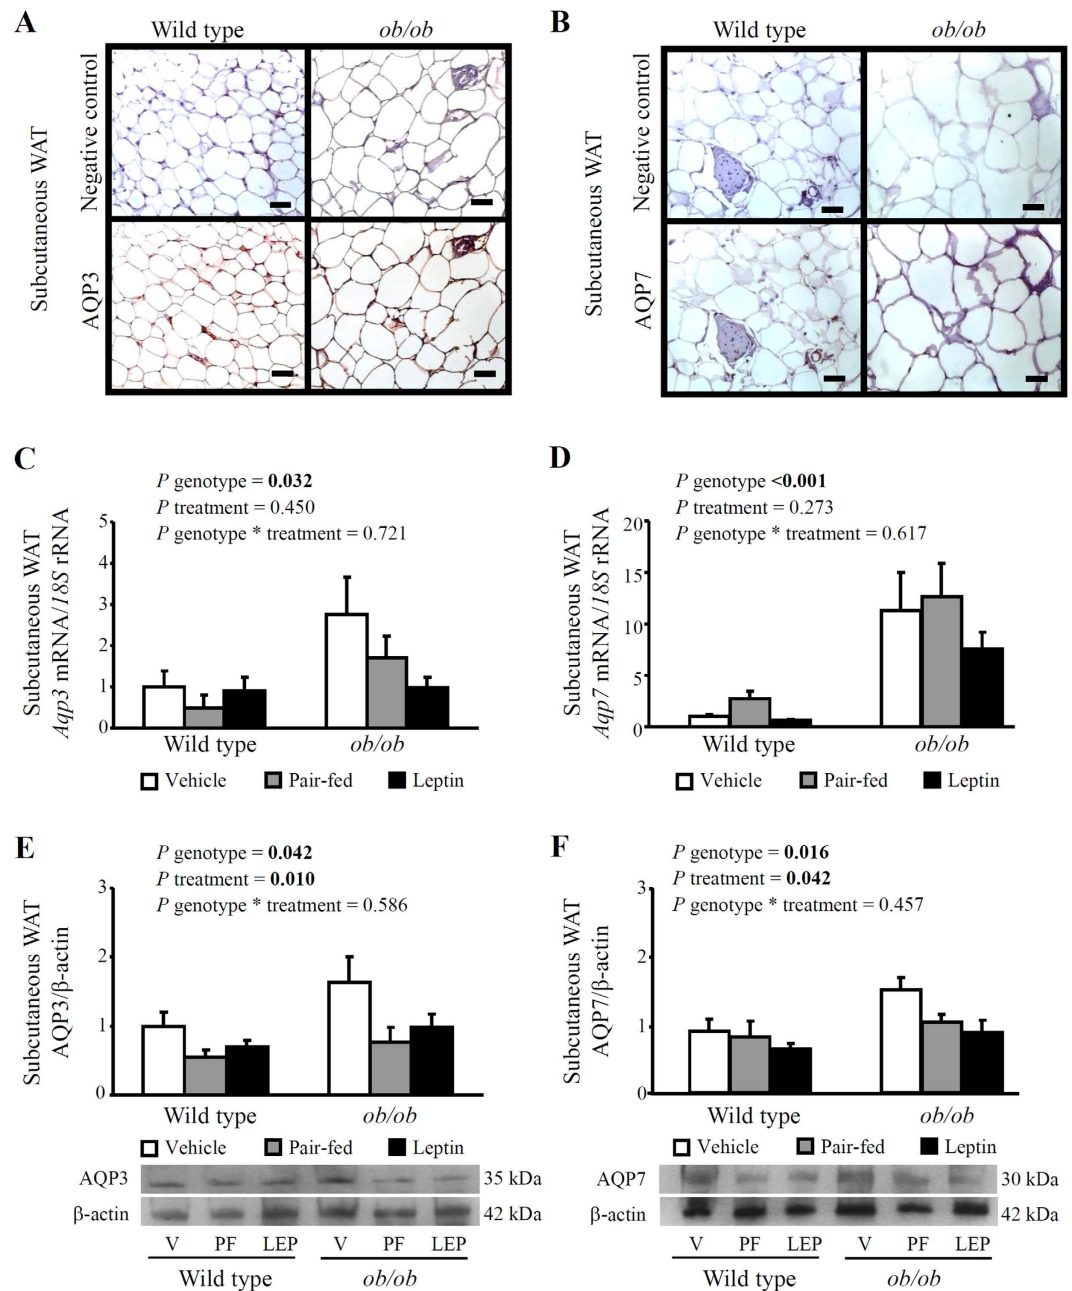 A
Wild type
ob/ob
Subcutaneous WAT
Negative control
AQP3
B
Wild type
ob/ob
Subcutaneous WAT
Negative control
AQP7
C
P genotype = 0.032
P treatment = 0.450
P genotype * treatment = 0.721
Subcutaneous WAT
Aqp3 mRNA/18S rRNA
5
4
3
2
1
0
Wild type
ob/ob
Vehicle
Pair-fed
Leptin
D
P genotype <0.001
P treatment = 0.273
P genotype * treatment = 0.617
Subcutaneous WAT
Aqp7 mRNA/18S rRNA
20
15
10
5
0
Wild type
ob/ob
Vehicle
Pair-fed
Leptin
E
P genotype = 0.042
P treatment = 0.010
P genotype * treatment = 0.586
Subcutaneous WAT
AQP3/β-actin
3
2
1
0
Wild type
ob/ob
Vehicle
Pair-fed
Leptin
AQP3
35 kDa
β-actin
42 kDa
V PF LEP V PF LEP
Wild type
ob/ob
F
P genotype = 0.016
P treatment = 0.042
P genotype * treatment = 0.457
Subcutaneous WAT
AQP7/β-actin
3
2
1
0
Wild type
ob/ob
Vehicle
Pair-fed
Leptin
AQP7
30 kDa
β-actin
42 kDa
V PF LEP V PF LEP
Wild type
ob/ob